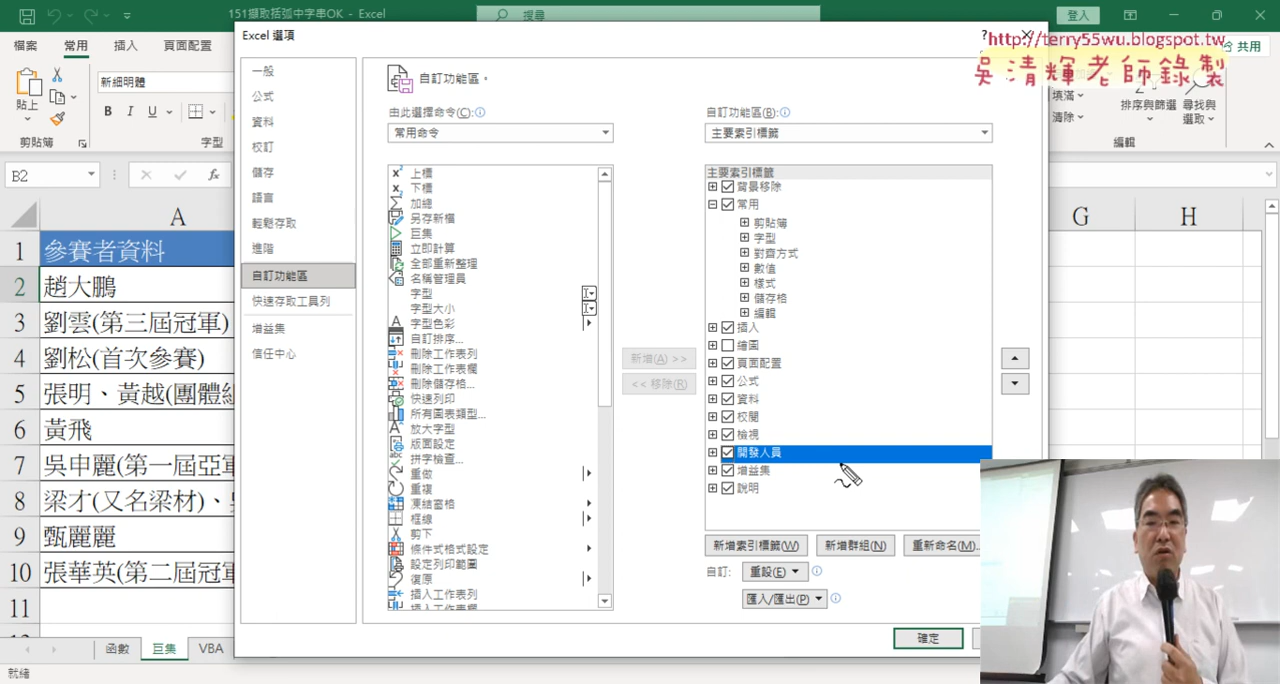 151擷取括弧中字串OK - Excel
搜尋
登入
http://terry55wu.blogspot.tw
吳清輝老師錄製
檔案
常用
插入
頁面配置
共用
貼上
新細明體
B I U
剪貼簿
字型
填滿
清除
排序與篩選
尋找與選取
編輯
B2
fx
A
G
H
1 參賽者資料
2 趙大鵬
3 劉雲(第三屆冠軍)
4 劉松(首次參賽)
5 張明、黃越(團體
6 黃飛
7 吳申麗(第一屆亞
8 梁才(又名梁材)、
9 甄麗麗
10 張華英(第二屆冠
11
函數
巨集
VBA
就緒
Excel 選項
?
一般
公式
資料
校訂
儲存
語言
輕鬆存取
進階
自訂功能區
快速存取工具列
增益集
信任中心
自訂功能區。
由此選擇命令(C):
常用命令
上標
下標
加總
另存新檔
巨集
立即計算
全部重新整理
名稱管理員
字型
字型大小
字型色彩
自訂排序...
刪除工作表列
刪除工作表欄
刪除儲存格...
快速列印
所有圖表類型...
放大字型
版面設定
拼字檢查...
重做
重複
凍結窗格
框線
剪下
條件式格式設定
設定列印範圍
復原
插入工作表列
插入工作表欄
新增(A) >>
<< 移除(R)
自訂功能區(B):
主要索引標籤
主要索引標籤
背景移除
常用
剪貼簿
字型
對齊方式
數值
樣式
儲存格
編輯
插入
繪圖
頁面配置
公式
資料
校閱
檢視
開發人員
增益集
說明
新增索引標籤(W)
新增群組(N)
重新命名(M)...
自訂:
重設(E)
匯入/匯出(P)
確定